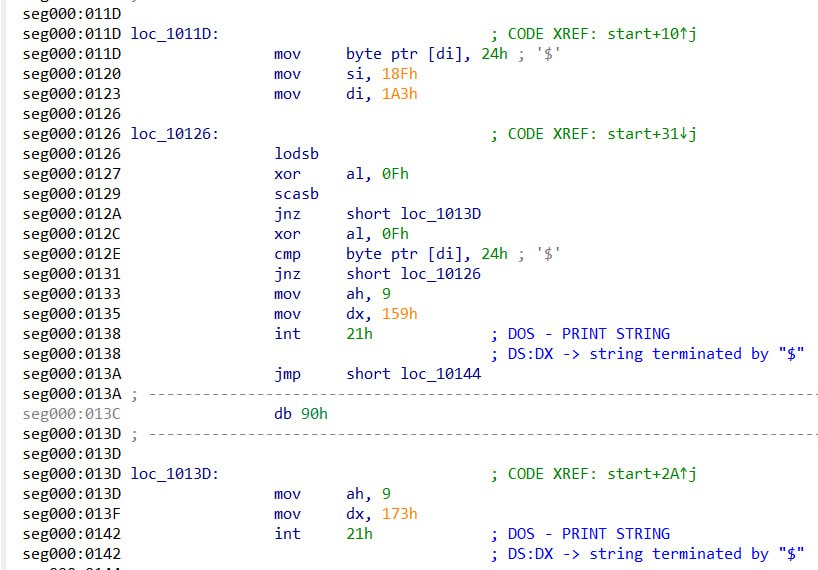 seg000:011D
seg000:011D loc_1011D: ; CODE XREF: start+10↑j
seg000:011D mov byte ptr [di], 24h ; '$'
seg000:0120 mov si, 18Fh
seg000:0123 mov di, 1A3h
seg000:0126
seg000:0126 loc_10126: ; CODE XREF: start+31↓j
seg000:0126 lodsb
seg000:0127 xor al, 0Fh
seg000:0129 scasb
seg000:012A jnz short loc_1013D
seg000:012C xor al, 0Fh
seg000:012E cmp byte ptr [di], 24h ; '$'
seg000:0131 jnz short loc_10126
seg000:0133 mov ah, 9
seg000:0135 mov dx, 159h
seg000:0138 int 21h ; DOS - PRINT STRING
seg000:0138 ; DS:DX -> string terminated by "$"
seg000:013A jmp short loc_10144
seg000:013A ; ---------------------------------------------------------------------------
seg000:013C db 90h
seg000:013D ; ---------------------------------------------------------------------------
seg000:013D
seg000:013D loc_1013D: ; CODE XREF: start+2A↑j
seg000:013D mov ah, 9
seg000:013F mov dx, 173h
seg000:0142 int 21h ; DOS - PRINT STRING
seg000:0142 ; DS:DX -> string terminated by "$"